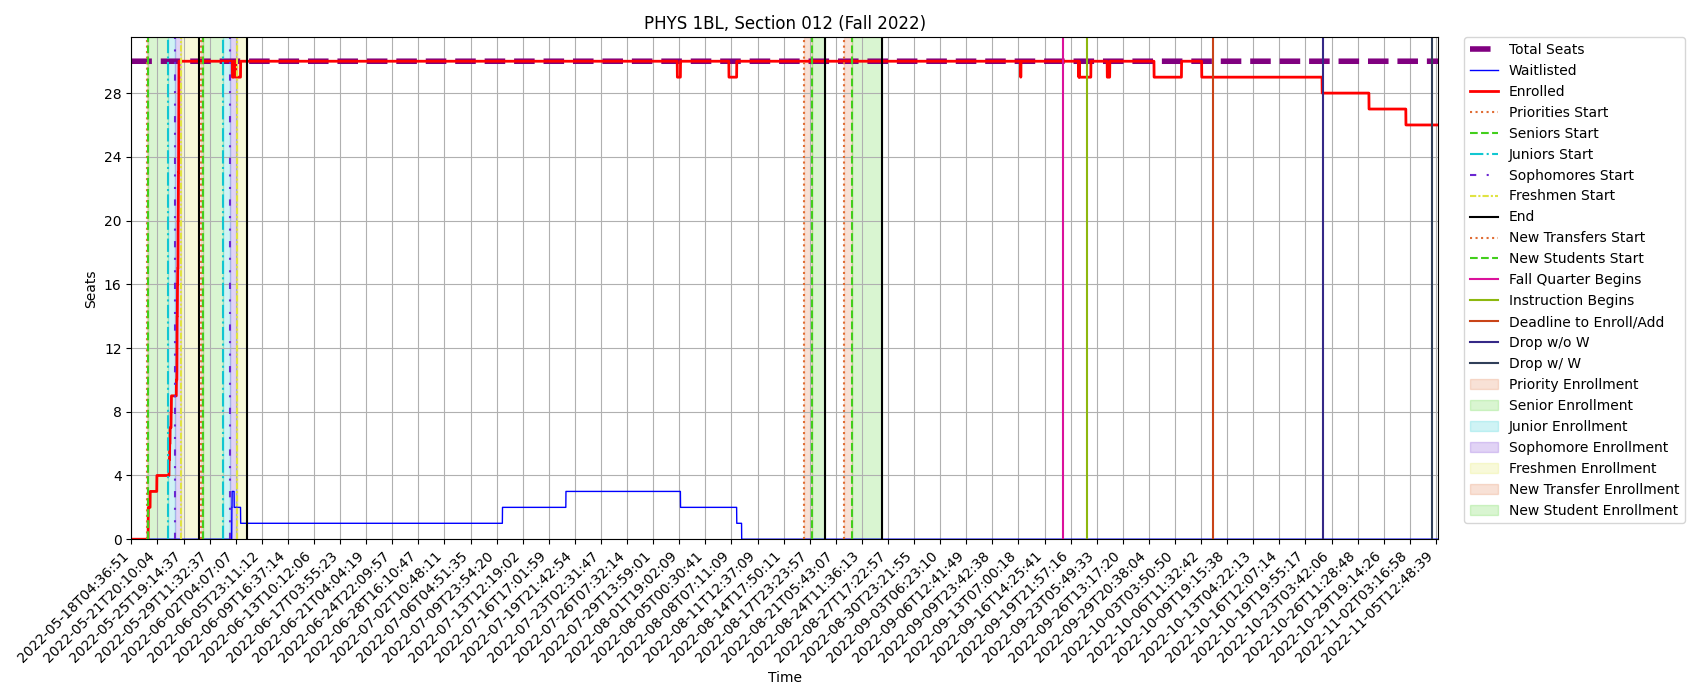 PHYS 1BL, Section 012 (Fall 2022)
Seats
28
24
20
16
12
8
4
0
2022-05-18T04:36:51
2022-05-21T20:10:04
2022-05-25T19:14:37
2022-05-29T11:32:37
2022-06-02T04:07:07
2022-06-05T23:11:12
2022-06-09T16:37:14
2022-06-13T10:12:06
2022-06-17T03:55:23
2022-06-21T04:04:19
2022-06-24T22:09:57
2022-06-28T16:10:47
2022-07-02T10:48:11
2022-07-06T04:51:35
2022-07-09T23:54:20
2022-07-13T12:19:02
2022-07-16T17:01:59
2022-07-19T21:42:54
2022-07-23T02:31:47
2022-07-26T07:32:14
2022-07-29T13:59:01
2022-08-01T19:02:09
2022-08-05T00:30:41
2022-08-08T07:11:09
2022-08-11T12:37:09
2022-08-14T17:50:11
2022-08-17T23:23:57
2022-08-21T05:43:07
2022-08-24T11:36:13
2022-08-27T17:22:57
2022-08-30T23:21:55
2022-09-03T06:23:10
2022-09-06T12:41:49
2022-09-09T23:42:38
2022-09-13T07:00:18
2022-09-16T14:25:41
2022-09-19T21:57:16
2022-09-23T05:49:33
2022-09-26T13:17:20
2022-09-29T20:38:04
2022-10-03T03:50:50
2022-10-06T11:32:42
2022-10-09T19:15:38
2022-10-13T04:22:13
2022-10-16T12:07:14
2022-10-19T19:55:17
2022-10-23T03:42:06
2022-10-26T11:28:48
2022-10-29T19:14:26
2022-11-02T03:16:58
2022-11-05T12:48:39
Time
Total Seats
Waitlisted
Enrolled
Priorities Start
Seniors Start
Juniors Start
Sophomores Start
Freshmen Start
End
New Transfers Start
New Students Start
Fall Quarter Begins
Instruction Begins
Deadline to Enroll/Add
Drop w/o W
Drop w/ W
Priority Enrollment
Senior Enrollment
Junior Enrollment
Sophomore Enrollment
Freshmen Enrollment
New Transfer Enrollment
New Student Enrollment